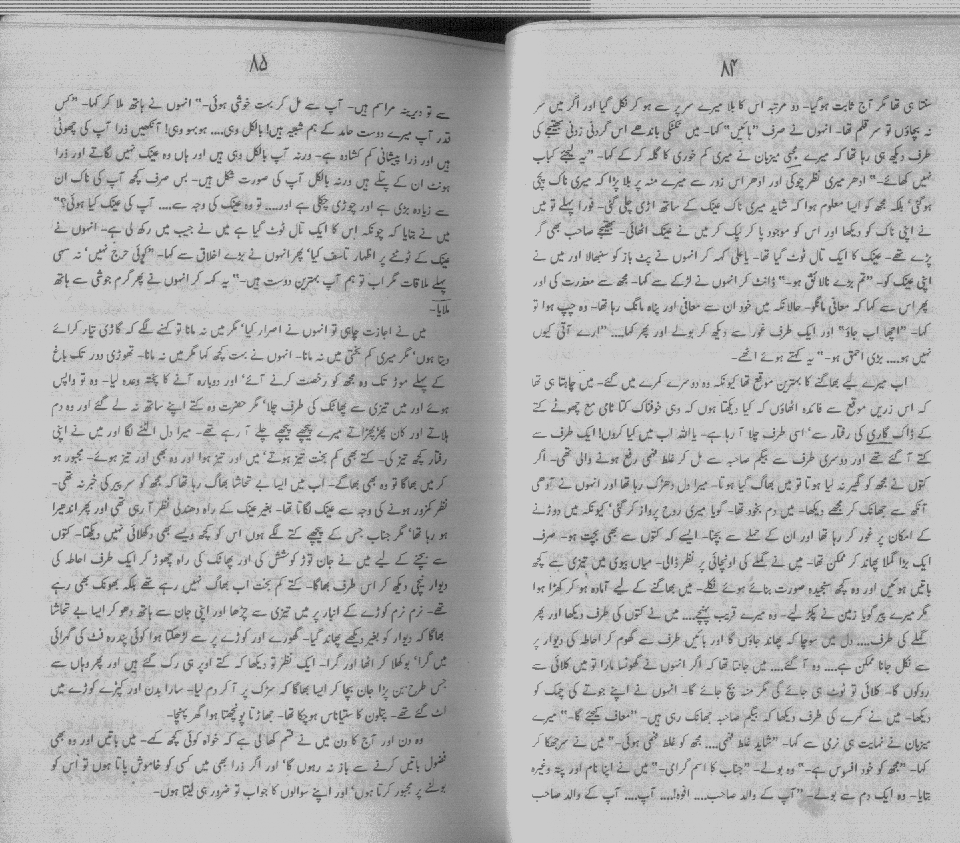 ۸۴
سکتا ہی تھا مگر آج ثابت ہوگیا۔ دو مرتبہ اس کا بلا میرے سر پر سے ہو کر نکل گیا اور اگر میں سر
نہ بچاؤں تو سر قلم تھا۔ انہوں نے صرف "ہائیں" کہا۔ میں ٹکٹکی باندھے اس گردنی زدنی بھتیجے کی
طرف دیکھ ہی رہا تھا کہ میرے محبی میزبان نے میری کم خوری کا گلہ کر کے کہا۔ "یہ لیجئے کباب
نہیں کھائے۔" ادھر میری نظر چوکی اور ادھر اس زور سے میرے منہ پر بلا پڑا کہ میری ناک پچی
ہوگئی' بلکہ مجھ کو ایسا معلوم ہوا کہ شاید میری ناک عینک کے ساتھ اڑی چلی گئی۔ فوراً پہلے تو میں
نے اپنی ناک کو دیکھا اور اس کو موجود پا کر لپک کر میں نے عینک اٹھائی۔ بھتیجے صاحب بھی گر
پڑے تھے۔ عینک کا ایک تال ٹوٹ گیا تھا۔ یا علی کہہ کر انہوں نے پٹ باز کو سنبھالا اور میں نے
اپنی عینک کو۔ "تم بڑے نالائق ہو۔" ڈانٹ کر انہوں نے لڑکے سے کہا۔ مجھ سے معذرت کی اور
پھر اس سے کہا کہ معافی مانگو۔ حالانکہ میں خود ان سے معافی اور پناہ مانگ رہا تھا۔ وہ چپ ہوا تو
کہا۔ "اچھا اب جاؤ" اور ایک طرف غور سے دیکھ کر بولے اور پھر کہا.... "ارے آتی کیوں
نہیں ہو.... بڑی احمق ہو۔" یہ کہتے ہوئے اٹھے۔
اب میرے لیے بھاگنے کا بہترین موقع تھا کیونکہ وہ دوسرے کمرے میں گئے۔ میں چاہتا ہی تھا
کہ اس زریں موقع سے فائدہ اٹھاؤں کہ کیا دیکھتا ہوں کہ وہی خوفناک کتا ٹامی مع چھوٹے کتے
کے ڈاک گاری کی رفتار سے' اسی طرف چلا آ رہا ہے۔ یااللہ اب میں کیا کروں! ایک طرف سے
کتے آ گئے تھے اور دوسری طرف سے بیگم صاحبہ سے مل کر غلط فہمی رفع ہونے والی تھی۔ اگر
کتوں نے مجھ کو گھیر نہ لیا ہوتا تو میں بھاگ گیا ہوتا۔ میرا دل دھڑک رہا تھا اور انہوں نے آدھی
آنکھ سے جھانک کر مجھے دیکھا۔ میں دم بخود تھا۔ گویا میری روح پرواز کر گئی' کیونکہ میں دوڑنے
کے امکان پر غور کر رہا تھا اور ان کے حملے سے بچنا۔ ایسے کہ کتوں سے بھی بچت ہو۔ صرف
ایک بڑا گملا پھاند کر ممکن تھا۔ میں نے گملے کی اونچائی پر نظر ڈالی۔ میاں بیوی میں تیزی سے کچھ
باتیں ہوئیں اور وہ کچھ سنجیدہ صورت بنائے ہوئے نکلے۔ میں بھاگنے کے لیے آمادہ ہو کر کھڑا ہوا
مگر میرے پیر گویا زمین نے پکڑ لیے۔ وہ میرے قریب پہنچے.... میں نے کتوں کی طرف دیکھا اور پھر
گملے کی طرف.... دل میں سوچا کہ پھاند جاؤں گا اور بائیں طرف سے گھوم کر احاطہ کی دیوار پر
سے نکل جانا ممکن ہے.... وہ آ گئے.... میں جانتا تھا کہ اگر انہوں نے گھونسا مارا تو میں کلائی سے
روکوں گا۔ کلائی تو ٹوٹ ہی جائے گی مگر منہ بچ جائے گا۔ انہوں نے اپنے جوتے کی چمک کو
دیکھا۔ میں نے کمرے کی طرف دیکھا کہ بیگم صاحبہ جھانک رہی ہیں۔ "معاف کیجئے گا۔" میرے
میزبان نے نہایت ہی نرمی سے کہا۔ "شاید غلط فہمی.... مجھ کو غلط فہمی ہوئی۔" میں نے سر جھکا کر
کہا۔ "مجھ کو خود افسوس ہے۔" وہ بولے۔ "جناب کا اسم گرامی۔" میں نے اپنا نام اور پتہ وغیرہ
بتایا۔ وہ ایک دم سے بولے۔ "آپ کے والد صاحب.... افوہ!.... آپ.... آپ کے والد صاحب
۸۵
سے تو دیرینہ مراسم ہیں۔ آپ سے مل کر بہت خوشی ہوئی۔" انہوں نے ہاتھ ملا کر کہا۔ "کس
قدر آپ میرے دوست حامد کے ہم شبیہ ہیں! بالکل وہی.... ہوبہو وہی! آنکھیں ذرا آپ کی چھوٹی
ہیں اور ذرا پیشانی کم کشادہ ہے۔ ورنہ آپ بالکل وہی ہیں اور ہاں وہ عینک نہیں لگاتے اور ذرا
ہونٹ ان کے پتلے ہیں ورنہ بالکل آپ کی صورت شکل ہیں۔ بس صرف کچھ آپ کی ناک ان
سے زیادہ بڑی ہے اور چوڑی چکلی ہے اور.... تو وہ عینک کی وجہ سے.... آپ کی عینک کیا ہوئی؟"
میں نے بتایا کہ چونکہ اس کا ایک تال ٹوٹ گیا ہے میں نے جیب میں رکھ لی ہے۔ انہوں نے
عینک کے ٹوٹنے پر اظہار تاسف کیا' پھر انہوں نے بڑے اخلاق سے کہا۔ "کوئی حرج نہیں' نہ سہی
پہلے ملاقات مگر اب تو ہم آپ بہترین دوست ہیں۔" یہ کہہ کر انہوں نے پھر گرم جوشی سے ہاتھ
ملایا۔
میں نے اجازت چاہی تو انہوں نے اصرار کیا' مگر میں نہ مانا تو کہنے لگے کہ گاڑی تیار کرائے
دیتا ہوں' مگر میری کم بختی میں نہ مانا۔ انہوں نے بہت کچھ کہا مگر میں نہ مانا۔ تھوڑی دور تک باغ
کے پہلے موڑ تک وہ مجھ کو رخصت کرنے آئے' اور دوبارہ آنے کا پختہ وعدہ لیا۔ وہ تو واپس
ہوئے اور میں تیزی سے پھاٹک کی طرف چلا' مگر حضرت وہ کتے اپنے ساتھ نہ لے گئے اور وہ دم
ہلاتے اور کان پھڑپھڑاتے میرے پیچھے پیچھے چلے آ رہے تھے۔ میرا دل الٹنے لگا اور میں نے اپنی
رفتار کچھ تیز کی۔ کتے بھی کم بخت تیز ہوئے' میں اور تیز ہوا اور وہ بھی اور تیز ہوئے۔ مجبور ہو
کر میں بھاگا تو وہ بھی بھاگے۔ اب میں ایسا بے تحاشا بھاگ رہا تھا کہ مجھ کو سر پیر کی خبر نہ تھی۔
نظر کمزور ہونے کی وجہ سے عینک لگاتا تھا۔ بغیر عینک کے راہ دھندلی نظر آ رہی تھی اور پھر اندھیرا
ہو رہا تھا' مگر جناب جس کے پیچھے کتے لگے ہوں اس کو کچھ ویسے بھی دکھلائی نہیں دیتا۔ کتوں
سے بچنے کے لیے میں نے جان توڑ کوشش کی اور پھاٹک کی راہ چھوڑ کر ایک طرف احاطہ کی
دیوار نیچی دیکھ کر اس طرف بھاگا۔ کتے کم بخت اب بھاگ نہیں رہے تھے بلکہ بھونک بھی رہے
تھے۔ نرم نرم کوڑے کے انبار پر میں تیزی سے چڑھا اور اپنی جان سے ہاتھ دھو کر ایسا بے تحاشا
بھاگا کہ دیوار کو بغیر دیکھے پھاند گیا۔ گھورے اور کوڑے پر سے لڑھکتا ہوا کوئی پندرہ فٹ کی گہرائی
میں گرا' بوکھلا کر اٹھا اور گرا۔ ایک نظر تو دیکھا کہ کتے اوپر ہی رک گئے ہیں اور پھر وہاں سے
جس طرح بن پڑا جان بچا کر ایسا بھاگا کہ سڑک پر آ کر دم لیا۔ سارا بدن اور کپڑے کوڑے میں
اٹ گئے تھے۔ پتلون کا ستیاناس ہوچکا تھا۔ جھاڑتا پونچھتا ہوا گھر پہنچا۔
وہ دن اور آج کا دن میں نے قسم کھا لی ہے کہ خواہ کوئی کچھ کہے۔ میں باتیں اور وہ بھی
فضول باتیں کرنے سے باز نہ رہوں گا' اور اگر ذرا بھی میں کسی کو خاموش پاتا ہوں تو اس کو
بولنے پر مجبور کرتا ہوں' اور اپنے سوالوں کا جواب تو ضرور ہی لیتا ہوں۔